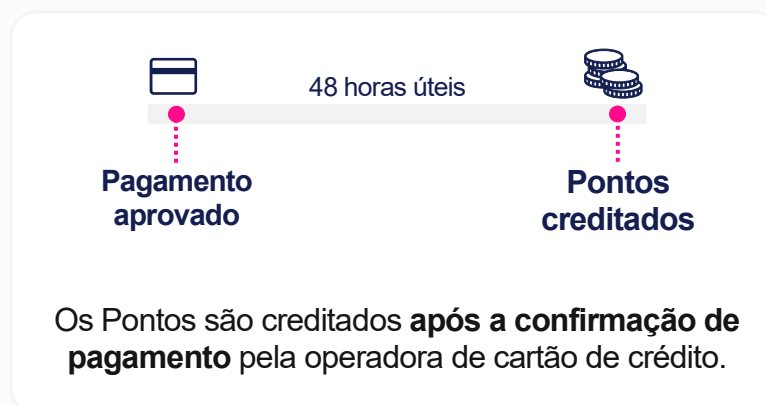 48 horas úteis
Pagamento
aprovado
Pontos
creditados
Os Pontos são creditados após a confirmação de
pagamento pela operadora de cartão de crédito.